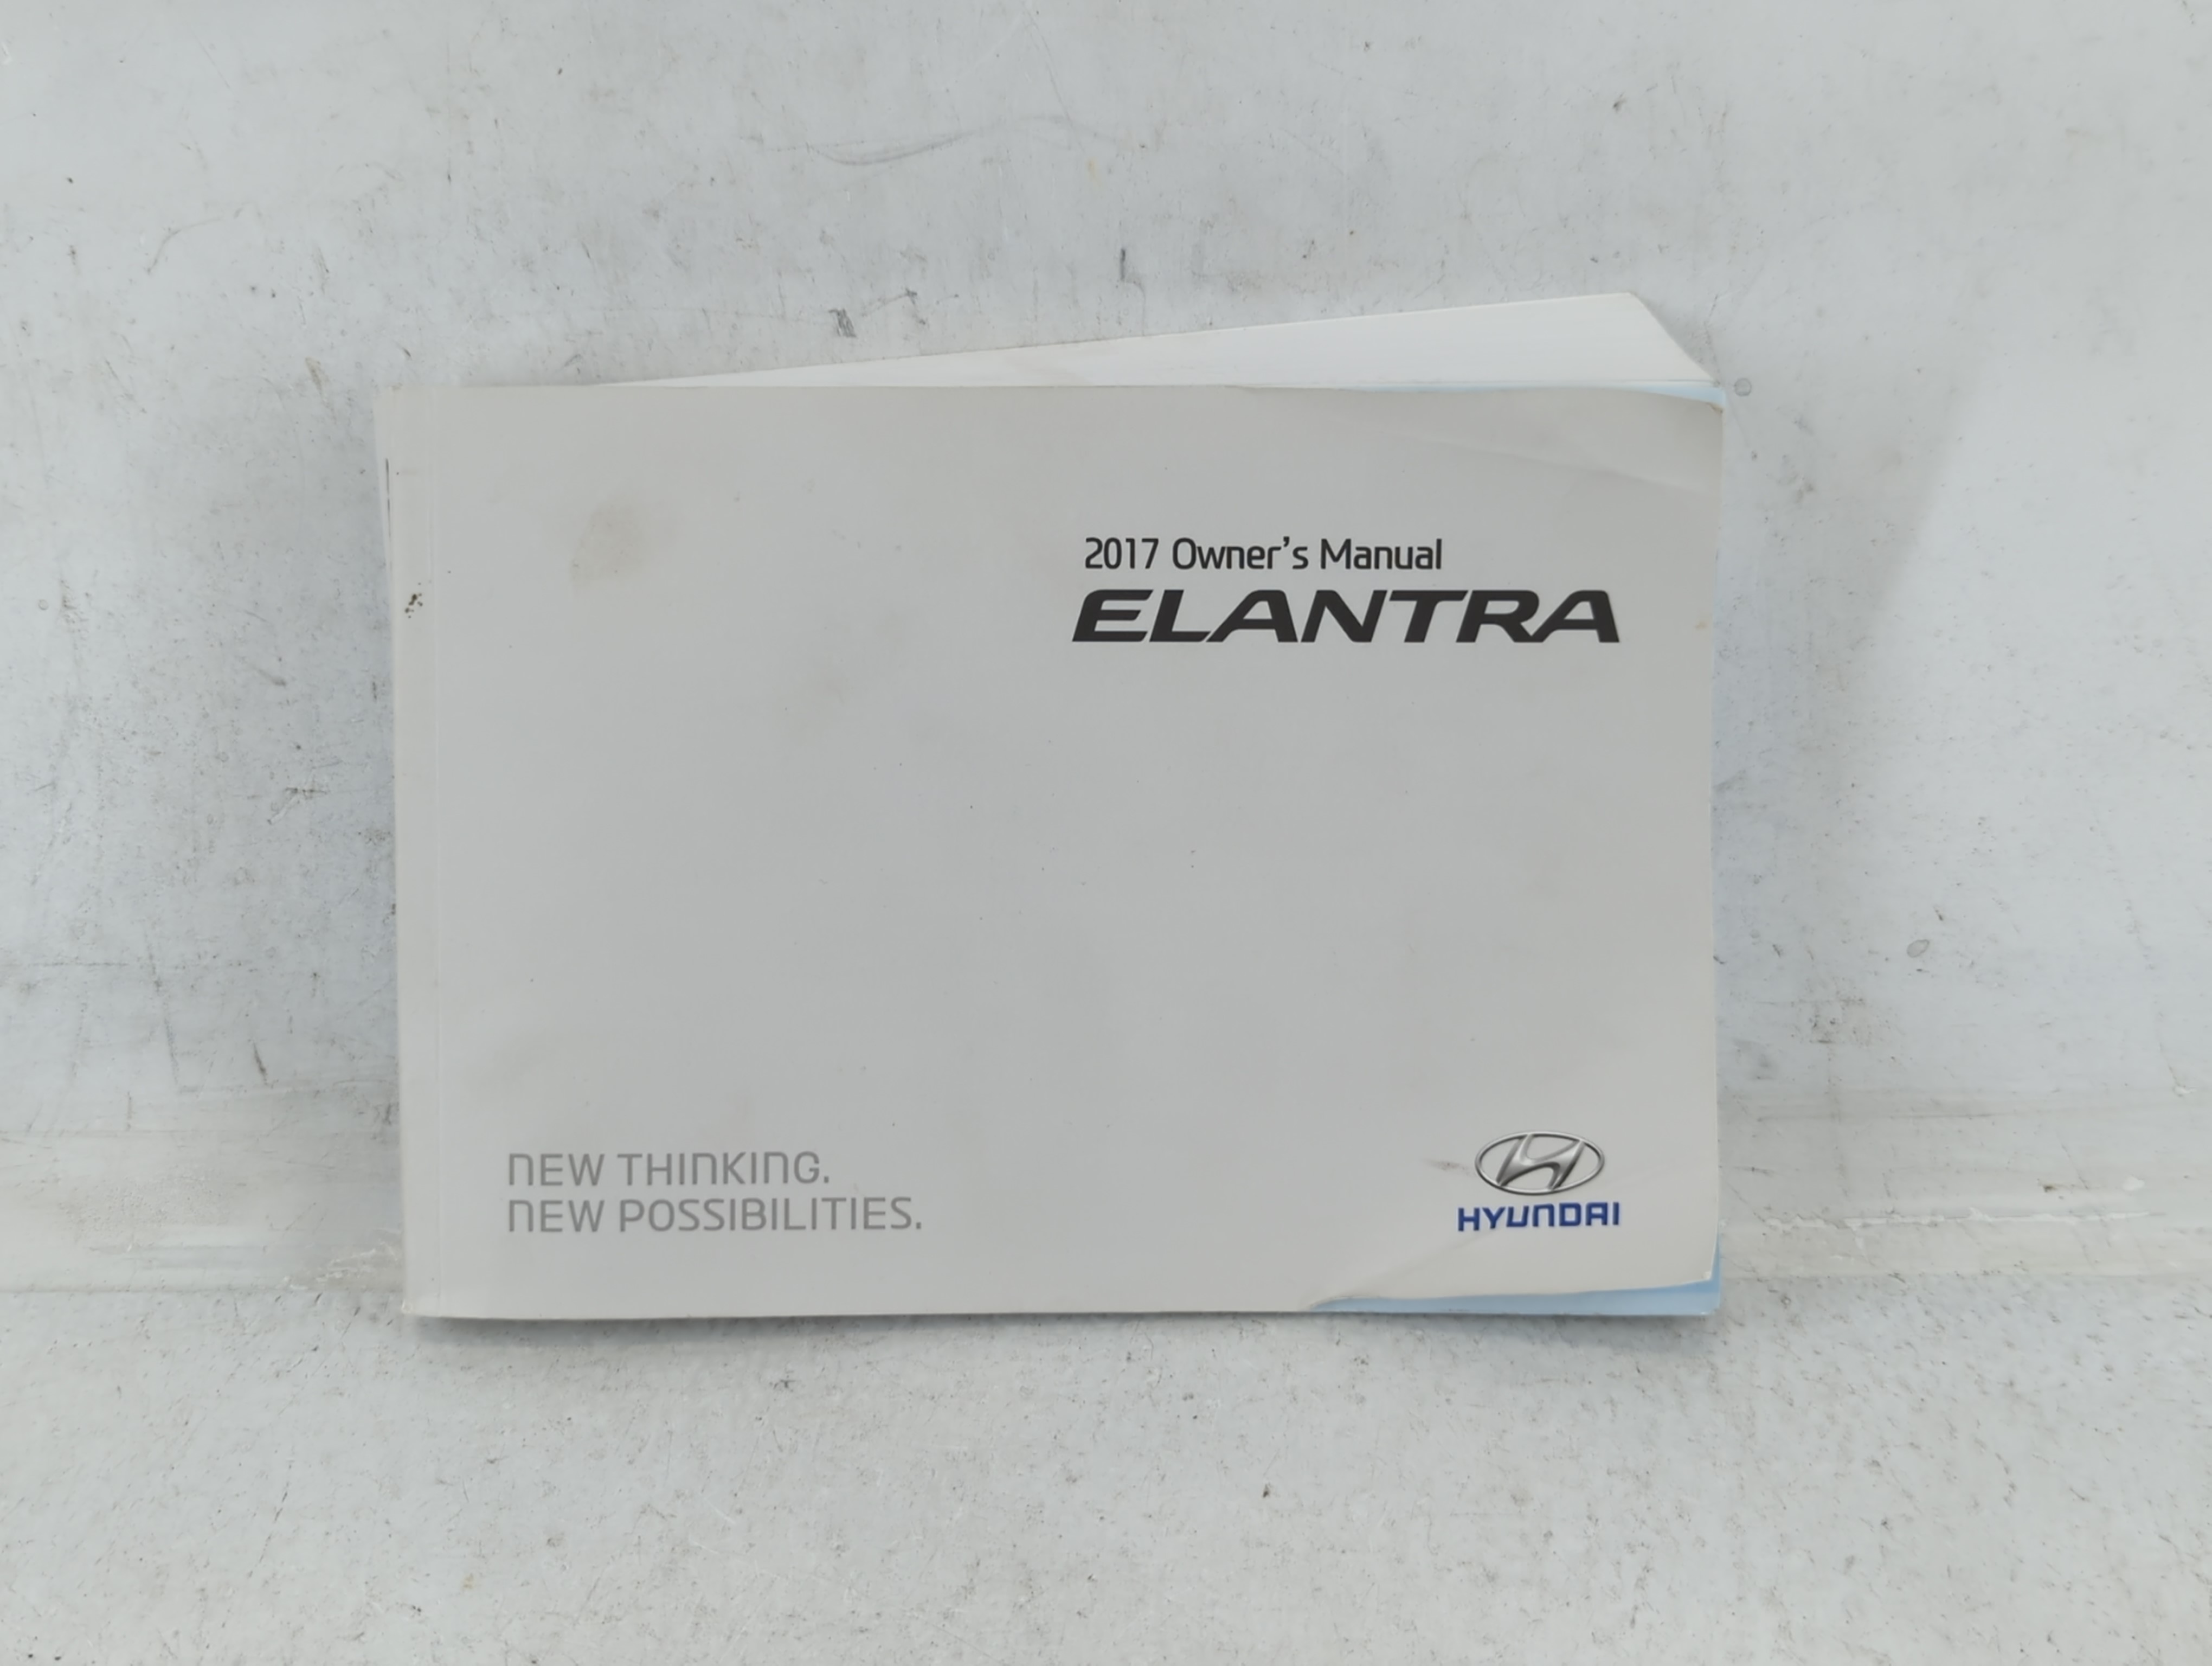 2017 Owner's Manual
ELANTRA
NEW THINKING.
NEW POSSIBILITIES.
HYUNDAI